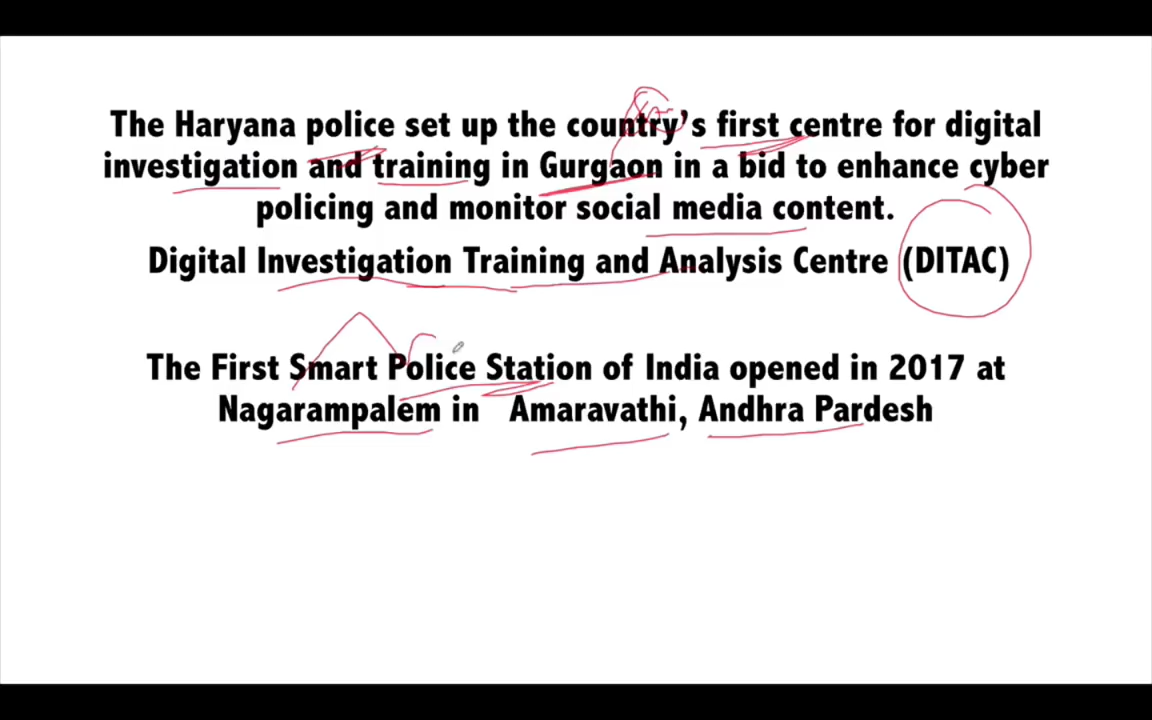 The Haryana police set up the country's first centre for digital
investigation and training in Gurgaon in a bid to enhance cyber
policing and monitor social media content.
Digital Investigation Training and Analysis Centre (DITAC)
The First Smart Police Station of India opened in 2017 at
Nagarampalem in Amaravathi, Andhra Pardesh